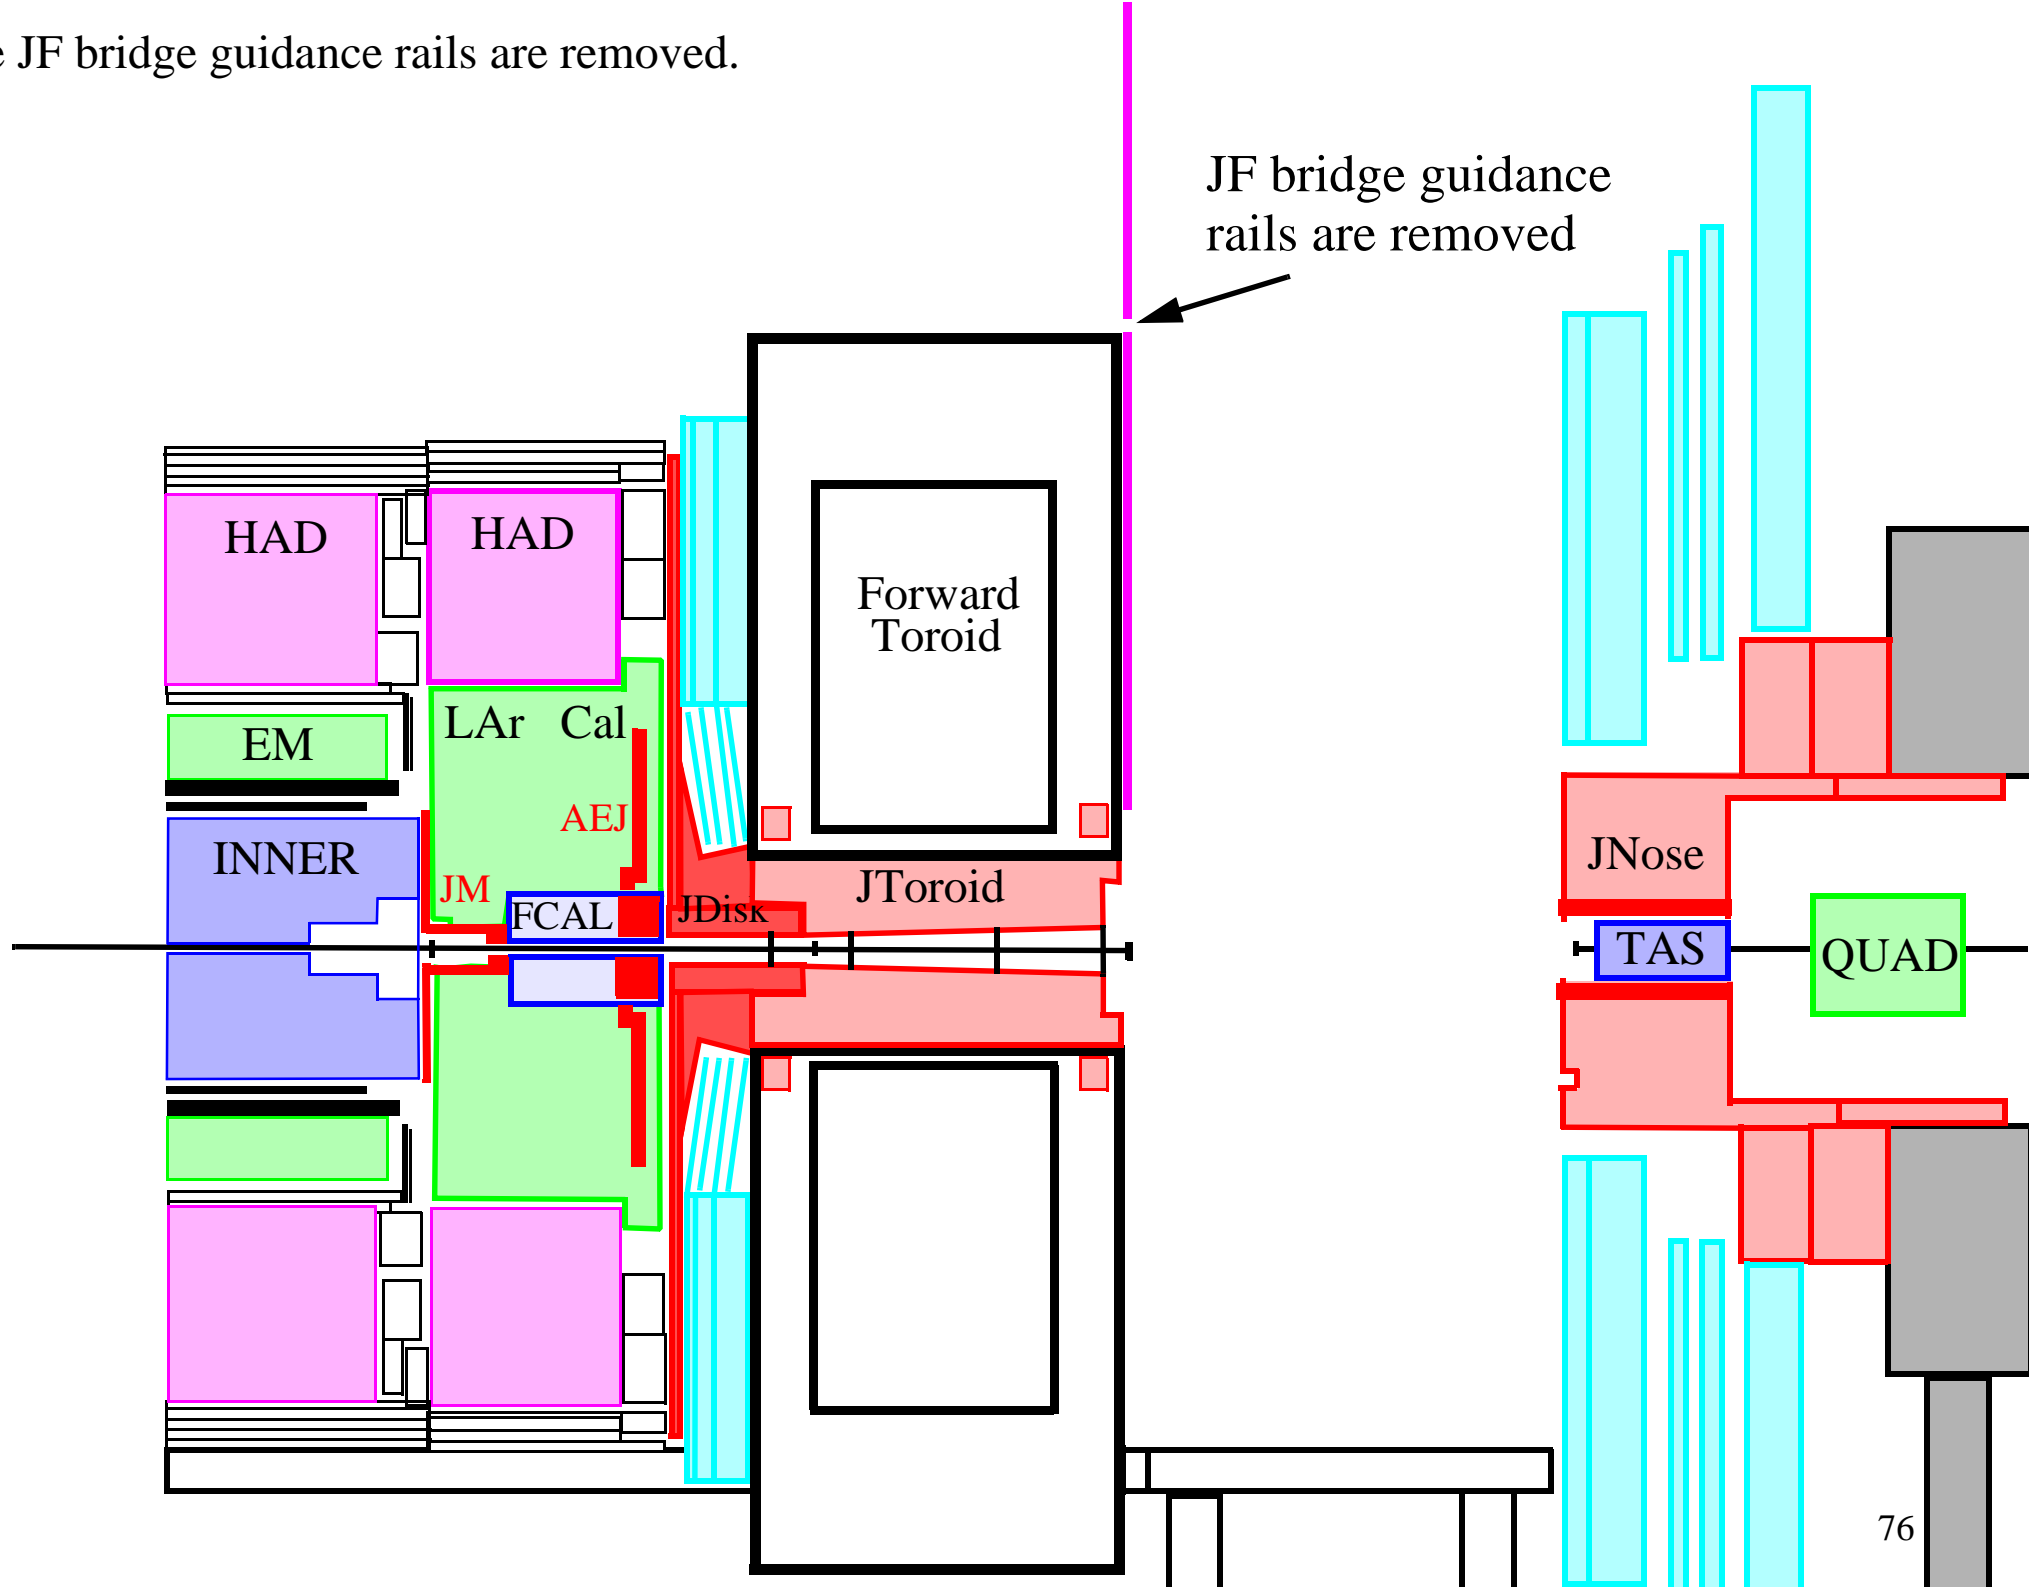 JF bridge guidance rails are removed.
JF bridge guidance
rails are removed
HAD
HAD
Forward
Toroid
LAr Cal
EM
AEJ
INNER
JM
FCAL
JDisk
JToroid
JNose
TAS
QUAD
76